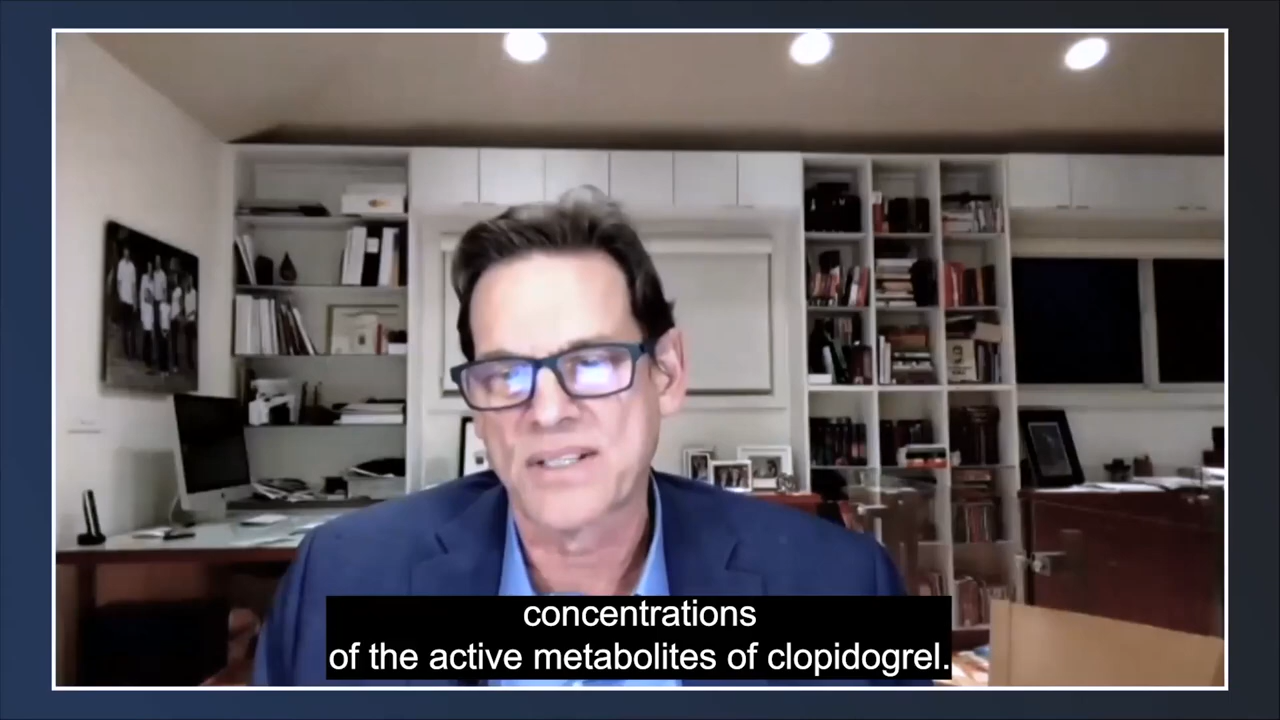 concentrations
of the active metabolites of clopidogrel.